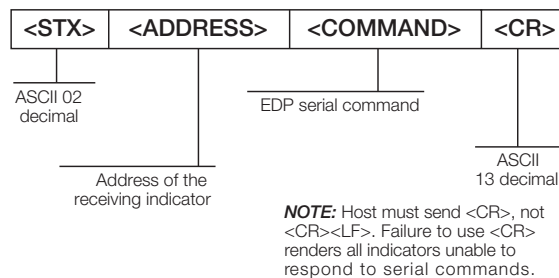 <STX> <ADDRESS> <COMMAND> <CR>
ASCII 02
decimal
EDP serial command
Address of the
receiving indicator
ASCII
13 decimal
NOTE: Host must send <CR>, not
<CR><LF>. Failure to use <CR>
renders all indicators unable to
respond to serial commands.